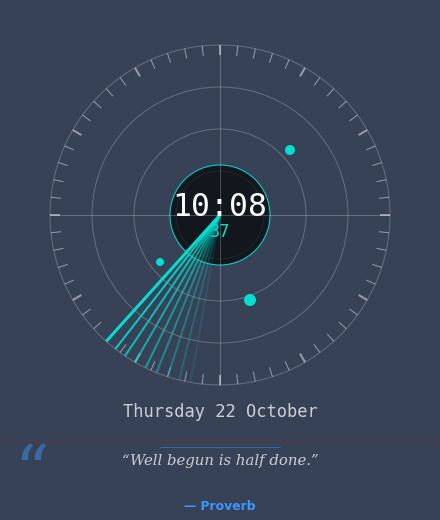 10:08
37
Thursday 22 October
“
“Well begun is half done.”
— Proverb